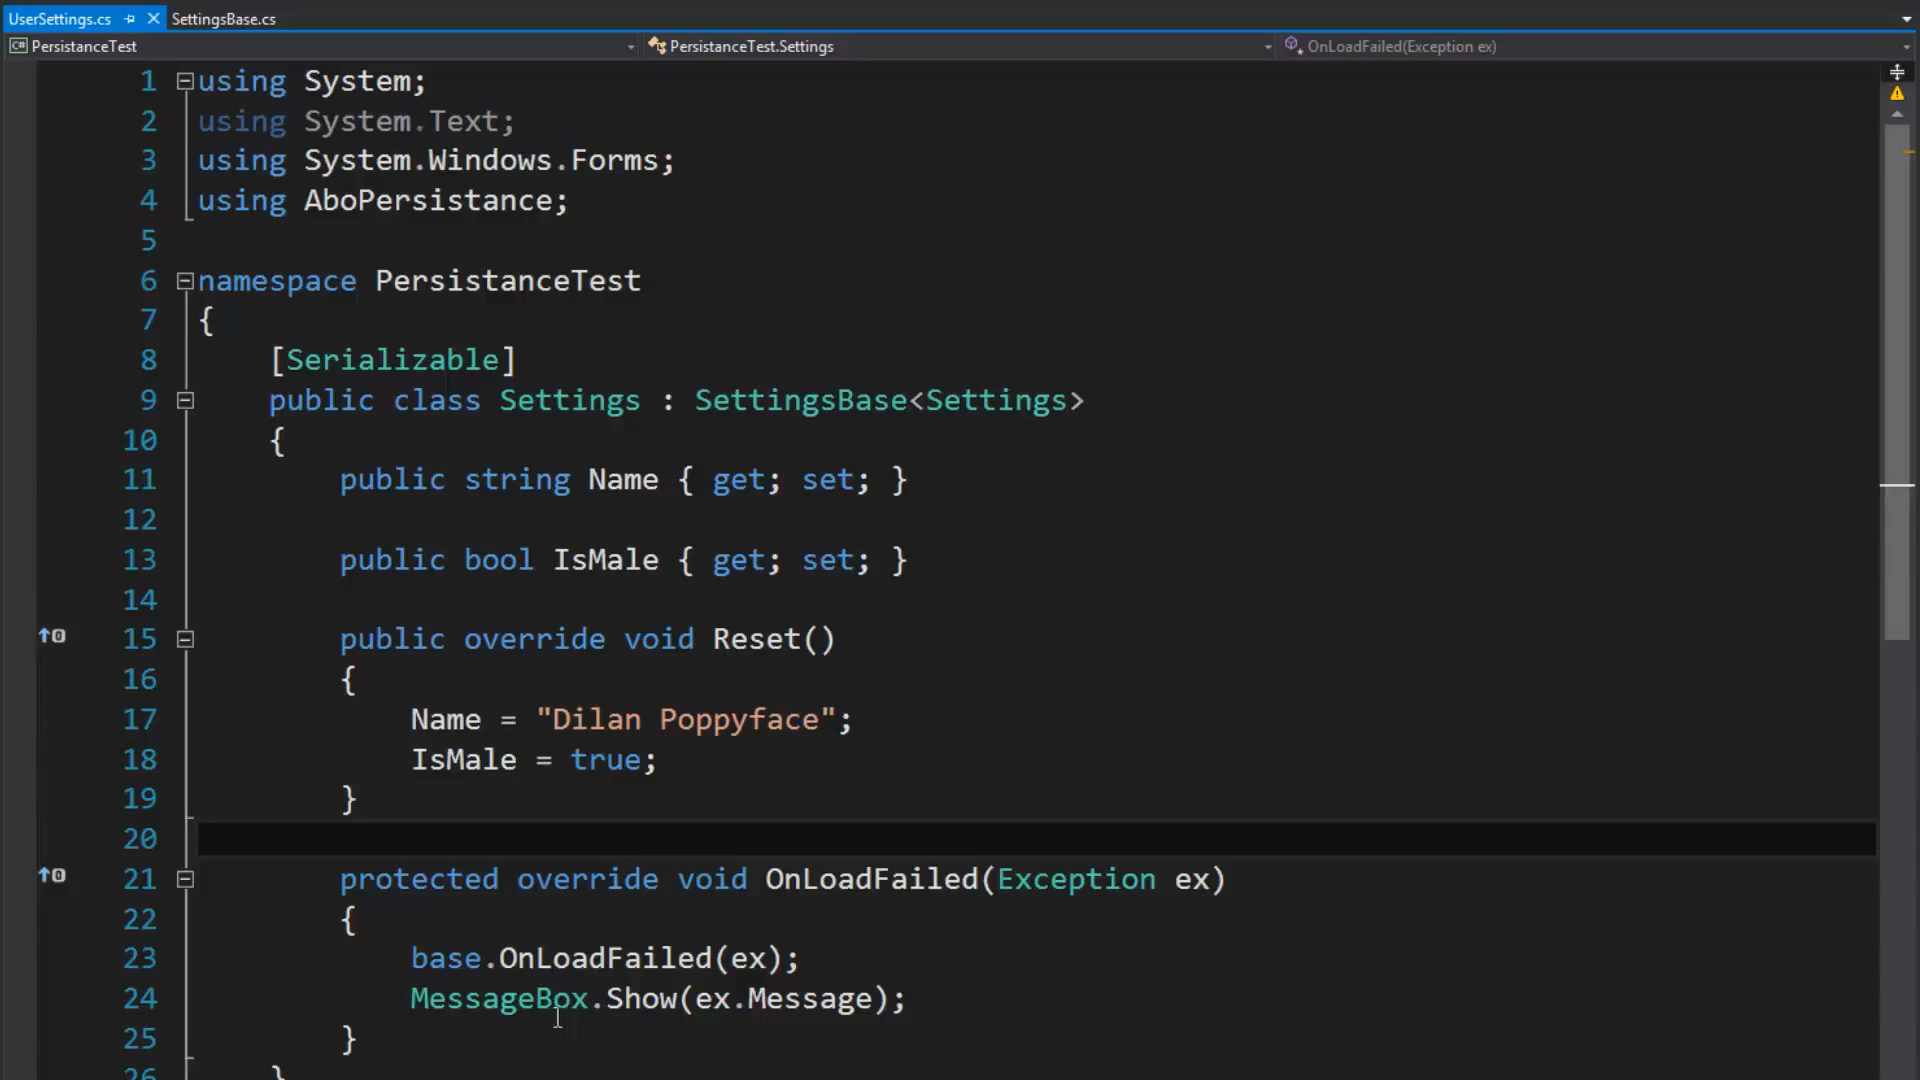 UserSettings.cs SettingsBase.cs
C# PersistanceTest PersistanceTest.Settings OnLoadFailed(Exception ex)
1 using System;
2 using System.Text;
3 using System.Windows.Forms;
4 using AboPersistance;
5
6 namespace PersistanceTest
7 {
8 [Serializable]
9 public class Settings : SettingsBase<Settings>
10 {
11 public string Name { get; set; }
12
13 public bool IsMale { get; set; }
14
15 public override void Reset()
16 {
17 Name = "Dilan Poppyface";
18 IsMale = true;
19 }
20
21 protected override void OnLoadFailed(Exception ex)
22 {
23 base.OnLoadFailed(ex);
24 MessageBox.Show(ex.Message);
25 }
26 }